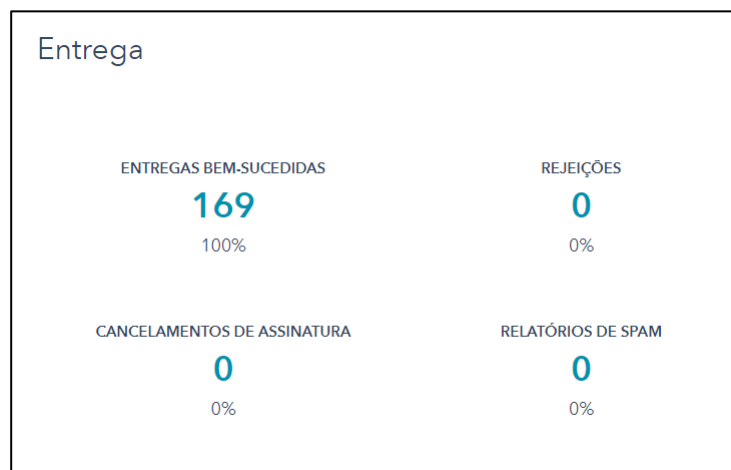 Entrega
ENTREGAS BEM-SUCEDIDAS
169
100%
REJEIÇÕES
0
0%
CANCELAMENTOS DE ASSINATURA
0
0%
RELATÓRIOS DE SPAM
0
0%